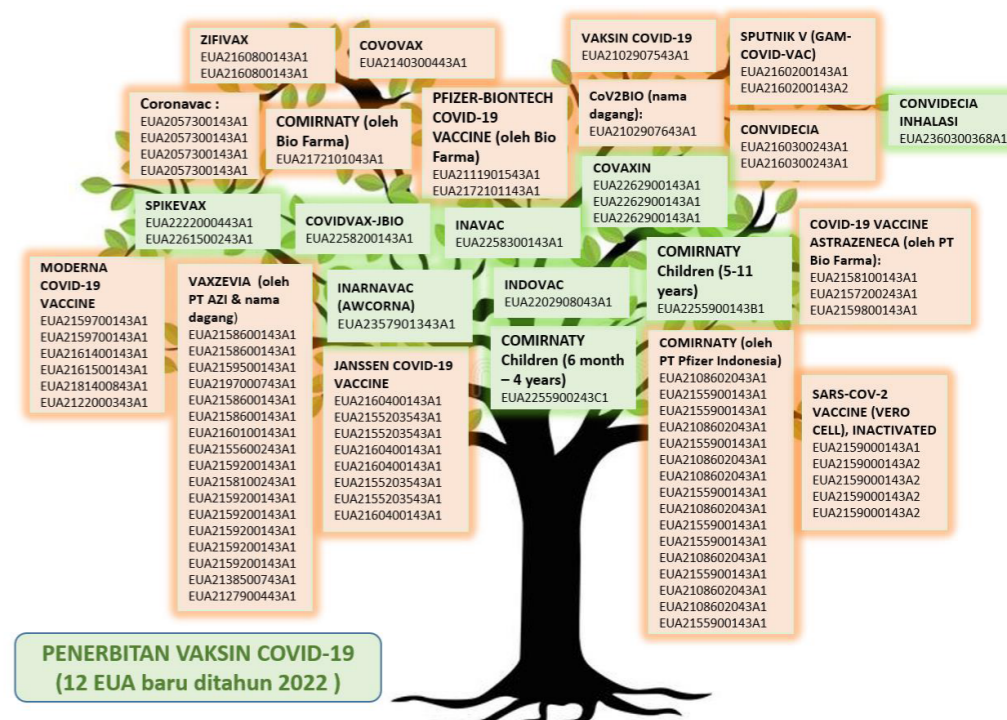 ZIFIVAX
EUA2160800143A1
EUA2160800143A1
COVOVAX
EUA2140300443A1
VAKSIN COVID-19
EUA2102907543A1
SPUTNIK V (GAM-
COVID-VAC)
EUA2160200143A1
EUA2160200143A2
Coronavac :
EUA2057300143A1
EUA2057300143A1
EUA2057300143A1
EUA2057300143A1
COMIRNATY (oleh
Bio Farma)
EUA2172101043A1
PFIZER-BIONTECH
COVID-19
VACCINE (oleh Bio
Farma)
EUA2111901543A1
EUA2172101143A1
CoV2BIO (nama
dagang):
EUA2102907643A1
CONVIDECIA
EUA2160300243A1
EUA2160300243A1
CONVIDECIA
INHALASI
EUA2360300368A1
COVAXIN
EUA2262900143A1
EUA2262900143A1
EUA2262900143A1
SPIKEVAX
EUA2222000443A1
EUA2261500243A1
COVIDVAX-JBIO
EUA2258200143A1
INAVAC
EUA2258300143A1
COMIRNATY
Children (5-11
years)
EUA2255900143B1
COVID-19 VACCINE
ASTRAZENECA (oleh PT
Bio Farma):
EUA2158100143A1
EUA2157200243A1
EUA2159800143A1
MODERNA
COVID-19
VACCINE
EUA2159700143A1
EUA2159700143A1
EUA2161400143A1
EUA2161500143A1
EUA2181400843A1
EUA2122000343A1
VAXZEVIA (oleh
PT AZI & nama
dagang)
EUA2158600143A1
EUA2158600143A1
EUA2159500143A1
EUA2197000743A1
EUA2158600143A1
EUA2158600143A1
EUA2160100143A1
EUA2155600243A1
EUA2159200143A1
EUA2158100243A1
EUA2159200143A1
EUA2159200143A1
EUA2159200143A1
EUA2159200143A1
EUA2159200143A1
EUA2138500743A1
EUA2127900443A1
INARNAVAC
(AWCORNA)
EUA2357901343A1
INDOVAC
EUA2202908043A1
JANSSEN COVID-19
VACCINE
EUA2160400143A1
EUA2155203543A1
EUA2155203543A1
EUA2160400143A1
EUA2160400143A1
EUA2155203543A1
EUA2155203543A1
EUA2160400143A1
COMIRNATY
Children (6 month
– 4 years)
EUA2255900243C1
COMIRNATY (oleh
PT Pfizer Indonesia)
EUA2108602043A1
EUA2155900143A1
EUA2155900143A1
EUA2108602043A1
EUA2155900143A1
EUA2108602043A1
EUA2108602043A1
EUA2155900143A1
EUA2108602043A1
EUA2155900143A1
EUA2155900143A1
EUA2108602043A1
EUA2155900143A1
EUA2108602043A1
EUA2108602043A1
EUA2155900143A1
SARS-COV-2
VACCINE (VERO
CELL), INACTIVATED
EUA2159000143A1
EUA2159000143A2
EUA2159000143A2
EUA2159000143A2
EUA2159000143A2
PENERBITAN VAKSIN COVID-19
(12 EUA baru ditahun 2022 )